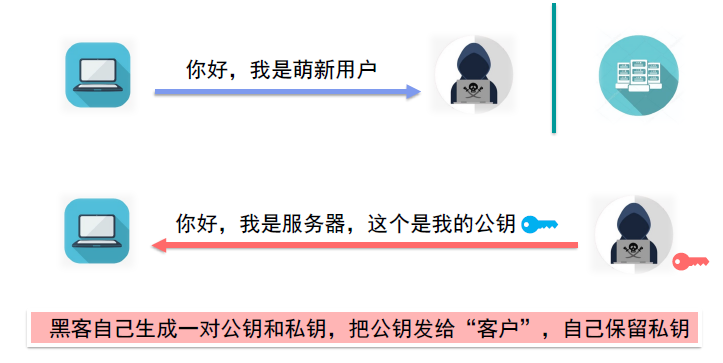 你好，我是萌新用户
你好，我是服务器，这个是我的公钥
黑客自己生成一对公钥和私钥，把公钥发给“客户”，自己保留私钥